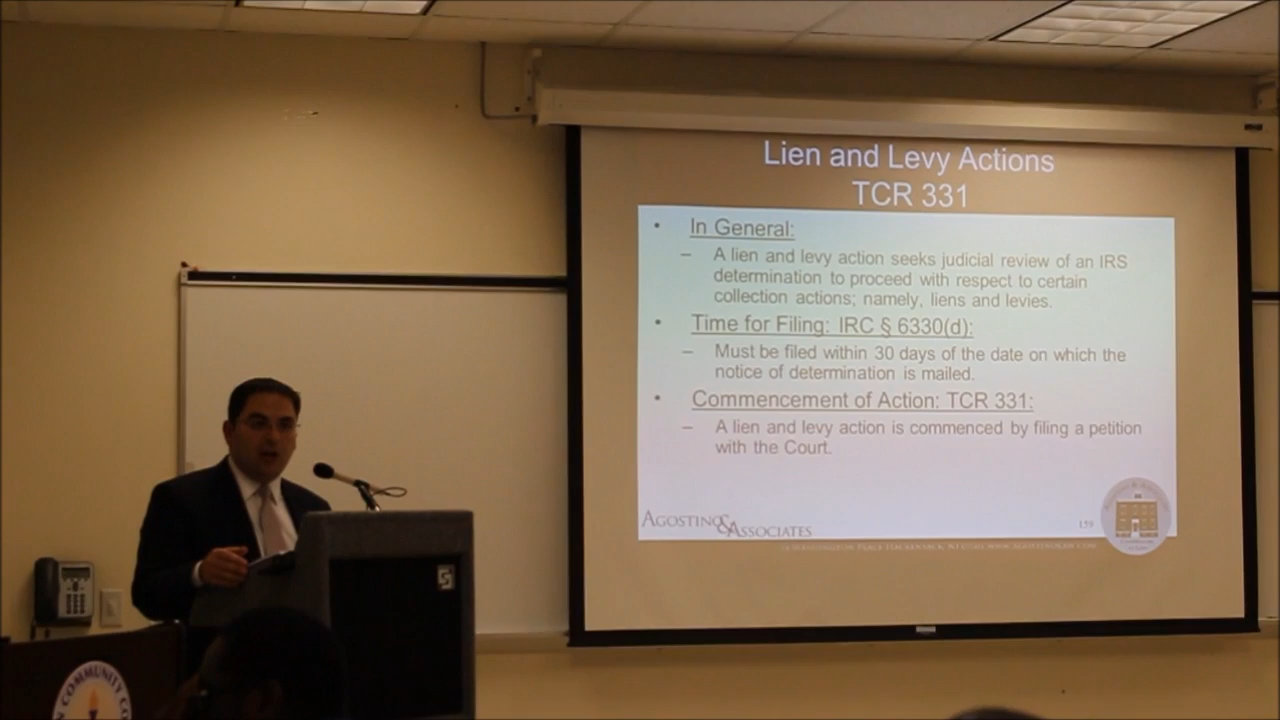 Lien and Levy Actions
TCR 331
• In General:
– A lien and levy action seeks judicial review of an IRS
determination to proceed with respect to certain
collection actions; namely, liens and levies.
• Time for Filing: IRC § 6330(d):
– Must be filed within 30 days of the date on which the
notice of determination is mailed.
• Commencement of Action: TCR 331:
– A lien and levy action is commenced by filing a petition
with the Court.
AGOSTINO & ASSOCIATES
159
COMMUNITY